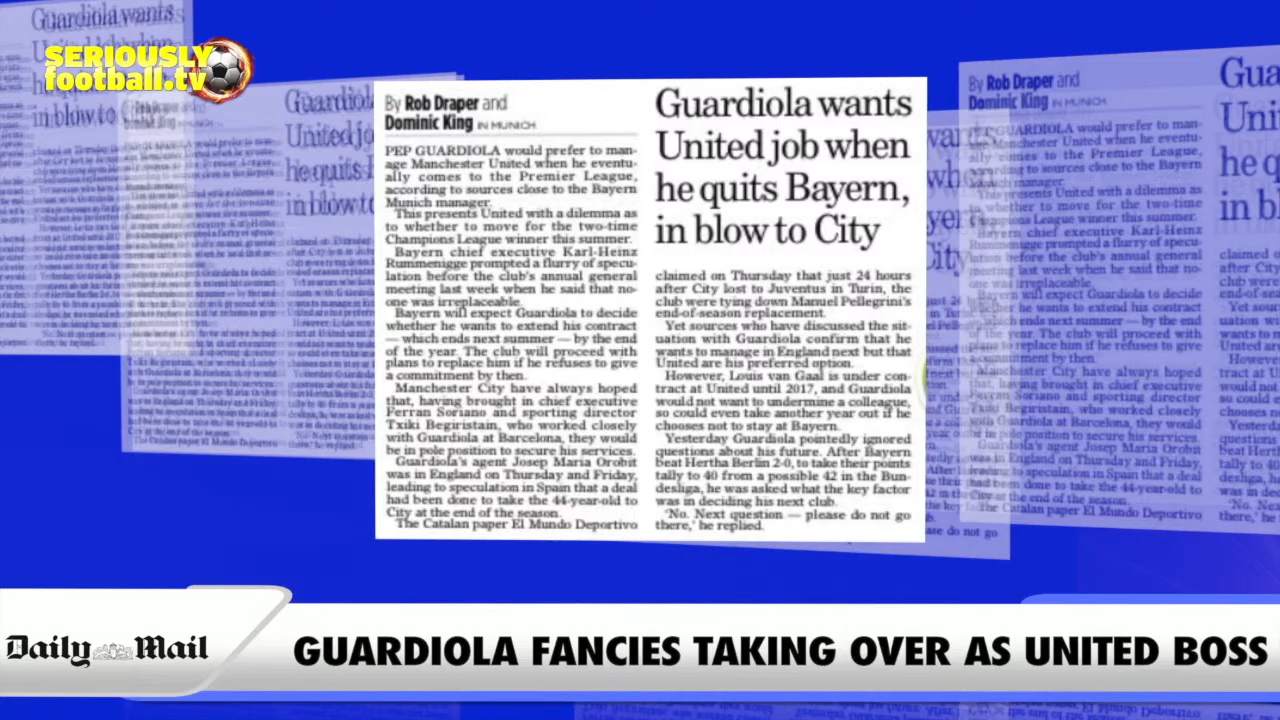 SERIOUSLY
football.tv
By Rob Draper and
Dominic King IN MUNICH
PEP GUARDIOLA would prefer to man-
age Manchester United when he eventu-
ally comes to the Premier League,
according to sources close to the Bayern
Munich manager.
This presents United with a dilemma as
to whether to move for the two-time
Champions League winner this summer.
Bayern chief executive Karl-Heinz
Rummenigge prompted a flurry of specu-
lation before the club's annual general
meeting last week when he said that no-
one was irreplaceable.
Bayern will expect Guardiola to decide
whether he wants to extend his contract
— which ends next summer — by the end
of the year. The club will proceed with
plans to replace him if he refuses to give
a commitment by then.
Manchester City have always hoped
that, having brought in chief executive
Ferran Soriano and sporting director
Txiki Begiristain, who worked closely
with Guardiola at Barcelona, they would
be in pole position to secure his services.
Guardiola's agent Josep Maria Orobit
was in England on Thursday and Friday,
leading to speculation in Spain that a deal
had been done to take the 44-year-old to
City at the end of the season.
The Catalan paper El Mundo Deportivo
Guardiola wants
United job when
he quits Bayern,
in blow to City
claimed on Thursday that just 24 hours
after City lost to Juventus in Turin, the
club were tying down Manuel Pellegrini's
end-of-season replacement.
Yet sources who have discussed the sit-
uation with Guardiola confirm that he
wants to manage in England next but that
United are his preferred option.
However, Louis van Gaal is under con-
tract at United until 2017, and Guardiola
would not want to undermine a colleague,
so could even take another year out if he
chooses not to stay at Bayern.
Yesterday Guardiola pointedly ignored
questions about his future. After Bayern
beat Hertha Berlin 2-0, to take their points
tally to 40 from a possible 42 in the Bun-
desliga, he was asked what the key factor
was in deciding his next club.
'No. Next question — please do not go
there,' he replied.
Daily Mail
GUARDIOLA FANCIES TAKING OVER AS UNITED BOSS